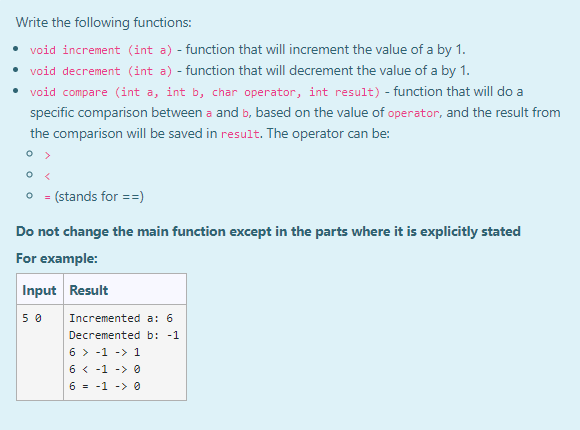 Write the following functions:
• void increment (int a) - function that will increment the value of a by 1.
• void decrement (int a) - function that will decrement the value of a by 1.
• void compare (int a, int b, char operator, int result) - function that will do a
specific comparison between a and b, based on the value of operator, and the result from
the comparison will be saved in result. The operator can be:
○ >
○ <
○ = (stands for ==)
Do not change the main function except in the parts where it is explicitly stated
For example:
Input Result
5 0 Incremented a: 6
Decremented b: -1
6 > -1 -> 1
6 < -1 -> 0
6 = -1 -> 0